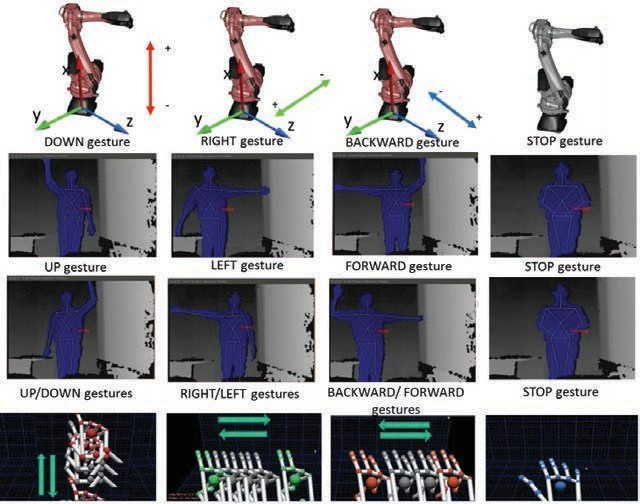 +
-
X
y
z
-
+
y
z
-
X
+
y
z
DOWN gesture RIGHT gesture BACKWARD gesture STOP gesture
UP gesture LEFT gesture FORWARD gesture STOP gesture
UP/DOWN gestures RIGHT/LEFT gestures BACKWARD/ FORWARD gestures STOP gesture